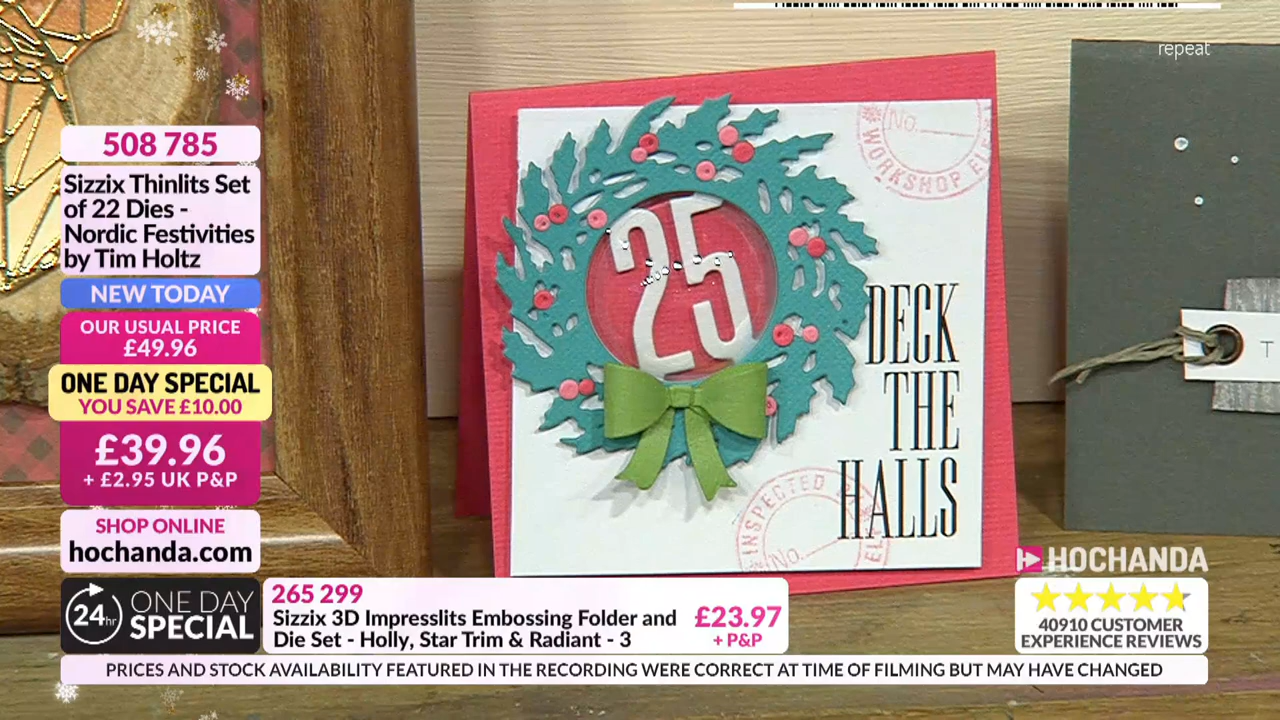 repeat
508 785
Sizzix Thinlits Set
of 22 Dies -
Nordic Festivities
by Tim Holtz
NEW TODAY
OUR USUAL PRICE
£49.96
ONE DAY SPECIAL
YOU SAVE £10.00
£39.96
+ £2.95 UK P&P
SHOP ONLINE
hochanda.com
24hr
ONE DAY
SPECIAL
265 299
Sizzix 3D Impresslits Embossing Folder and
Die Set - Holly, Star Trim & Radiant - 3
£23.97
+ P&P
No.
WORKSHOP
25
DECK
THE
HALLS
INSPECTED
No.
T
HOCHANDA
40910 CUSTOMER
EXPERIENCE REVIEWS
PRICES AND STOCK AVAILABILITY FEATURED IN THE RECORDING WERE CORRECT AT TIME OF FILMING BUT MAY HAVE CHANGED